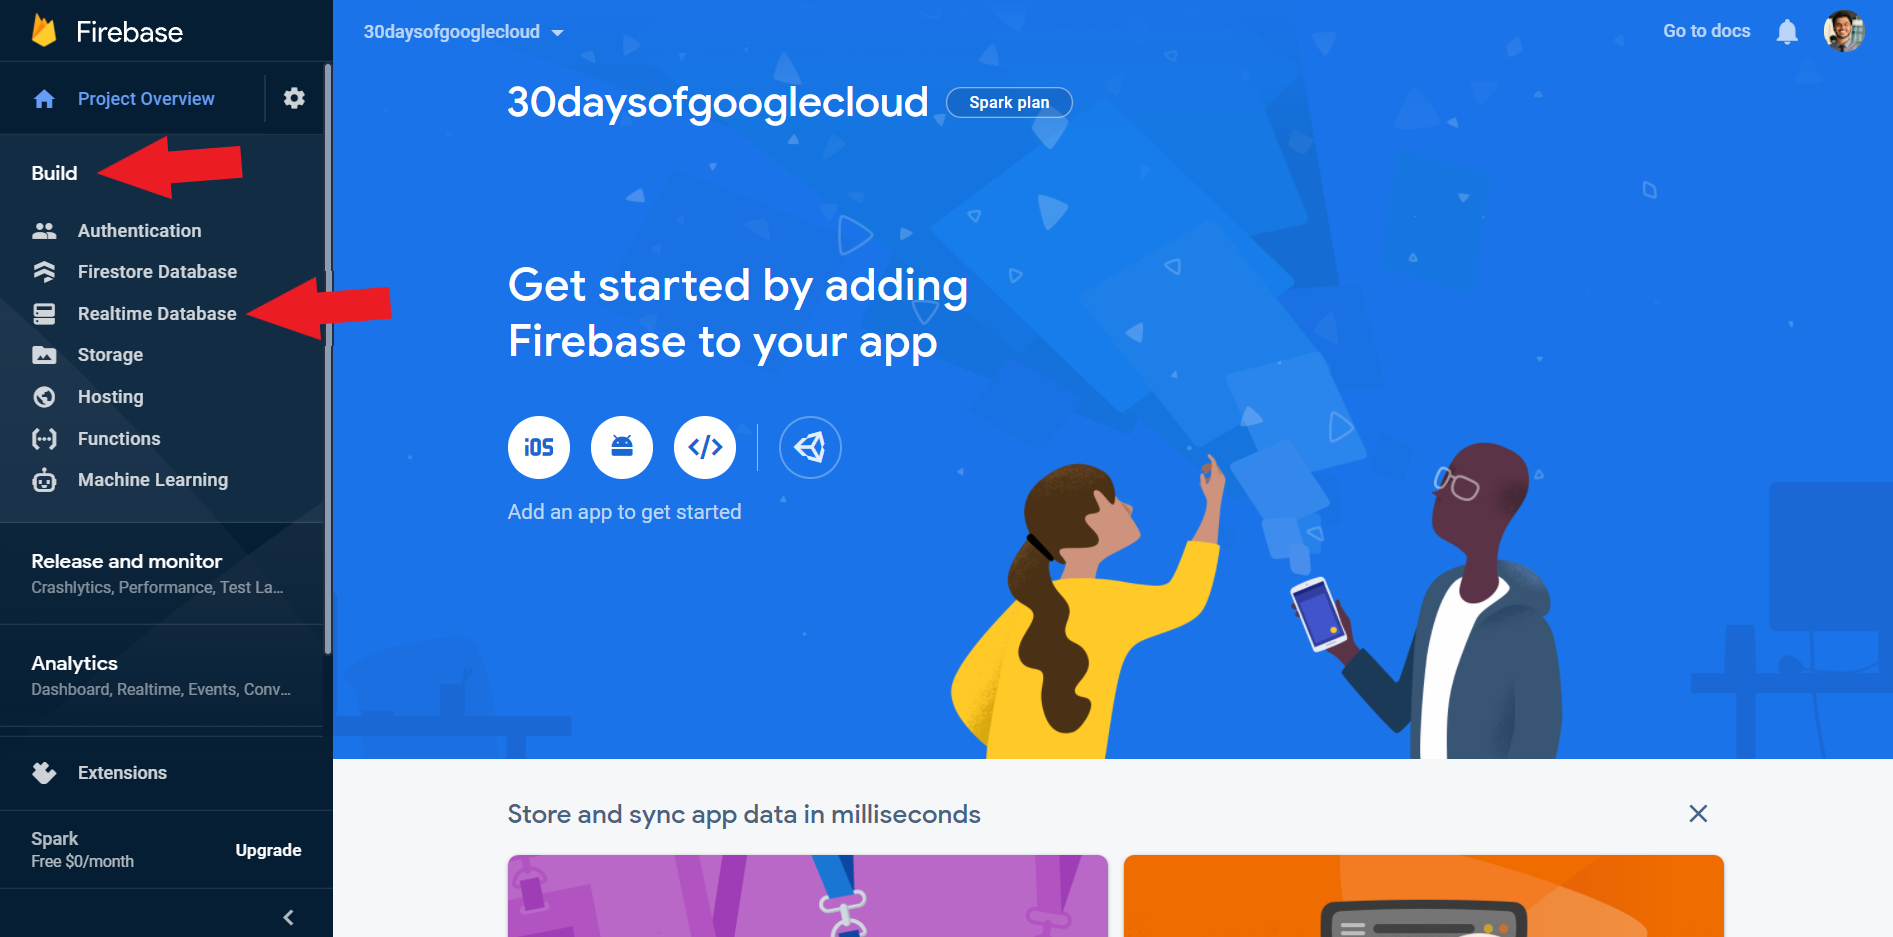 Firebase
Project Overview
Build
Authentication
Firestore Database
Realtime Database
Storage
Hosting
Functions
Machine Learning
Release and monitor
Crashlytics, Performance, Test La...
Analytics
Dashboard, Realtime, Events, Conv...
Extensions
Spark
Free $0/month
Upgrade
30daysofgooglecloud
Go to docs
30daysofgooglecloud
Spark plan
Get started by adding
Firebase to your app
iOS
Add an app to get started
Store and sync app data in milliseconds